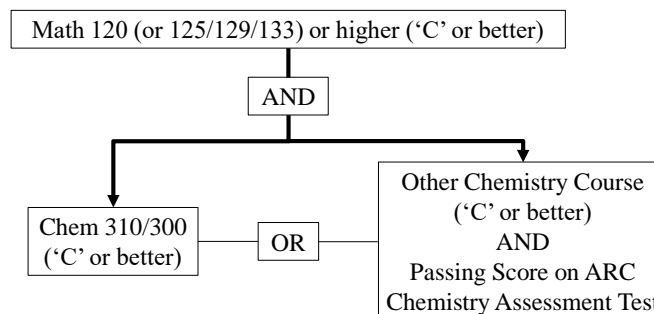 Math 120 (or 125/129/133) or higher (‘C’ or better)
AND
Chem 310/300
(‘C’ or better)
OR
Other Chemistry Course
(‘C’ or better)
AND
Passing Score on ARC
Chemistry Assessment Test